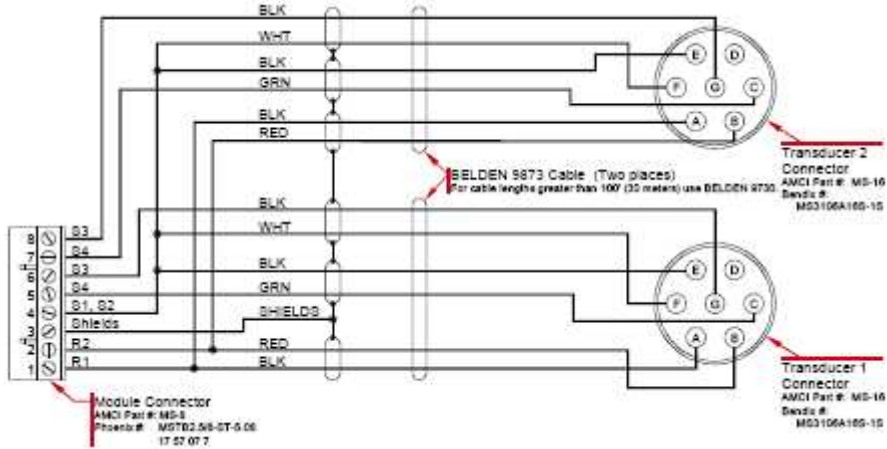 BLK
WHT
BLK
GRN
BLK
RED
E D
F G C
A B
Transducer 2
Connector
AMCI Part #: MS-16
Bendix #:
MS3106A16S-1S
BELDEN 9873 Cable (Two places)
For cable lengths greater than 100' (30 meters) use BELDEN 9730.
BLK
WHT
BLK
GRN
SHIELDS
RED
BLK
8 S3
7 S4
6 S3
5 S4
4 S1, S2
3 Shields
2 R2
1 R1
E D
F G C
A B
Transducer 1
Connector
AMCI Part #: MS-16
Bendix #:
MS3106A16S-1S
Module Connector
AMCI Part #: MS-8
Phoenix #: MSTB2.5/8-ST-5.08
17 57 07 7